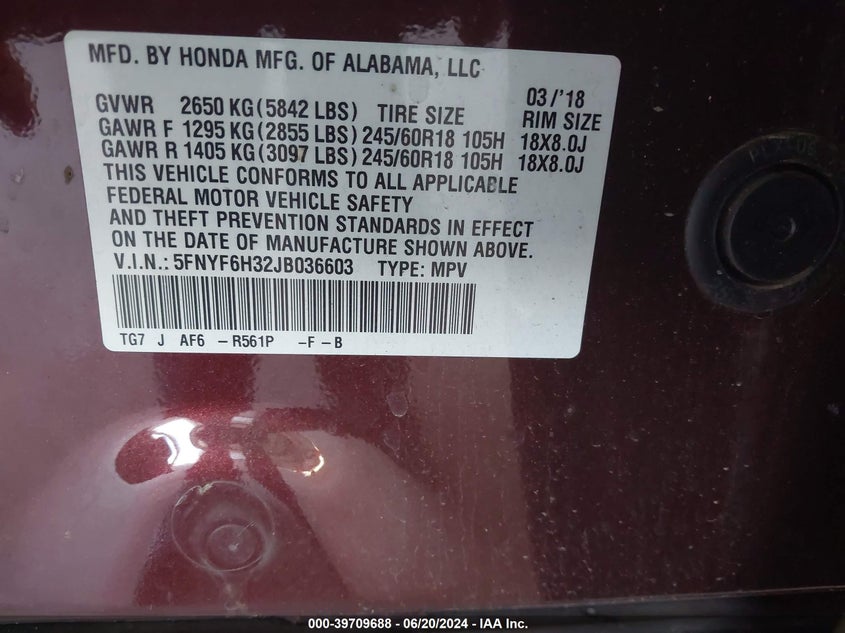 MFD. BY HONDA MFG. OF ALABAMA, LLC
03/'18
GVWR 2650 KG(5842 LBS) TIRE SIZE RIM SIZE
GAWR F 1295 KG(2855 LBS) 245/60R18 105H 18X8.0J
GAWR R 1405 KG(3097 LBS) 245/60R18 105H 18X8.0J
THIS VEHICLE CONFORMS TO ALL APPLICABLE
FEDERAL MOTOR VEHICLE SAFETY
AND THEFT PREVENTION STANDARDS IN EFFECT
ON THE DATE OF MANUFACTURE SHOWN ABOVE.
V.I.N.: 5FNYF6H32JB036603 TYPE: MPV
TG7 J AF6 -R561P -F-B
000-39709688 - 06/20/2024 - IAA Inc.